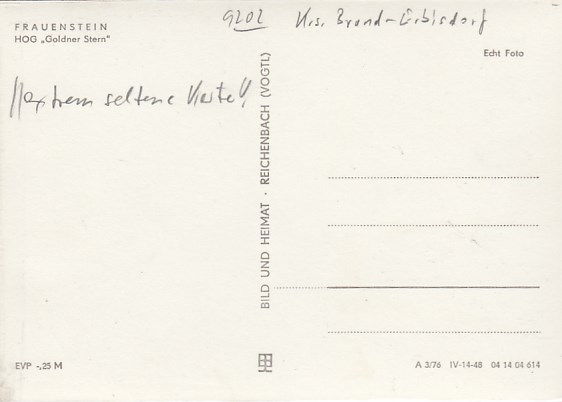 9202 Krs. Brand-Erbisdorf
FRAUENSTEIN
HOG „Goldner Stern"
Echt Foto
!!extrem seltene Karte!!
BILD UND HEIMAT · REICHENBACH (VOGTL)
EVP -,25 M
A 3/76 IV-14-48 04 14 04 614